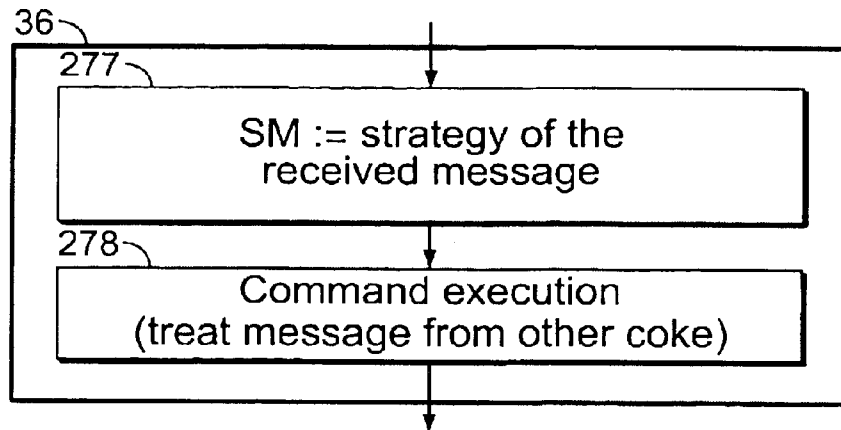 36
277
SM := strategy of the
received message
278
Command execution
(treat message from other coke)